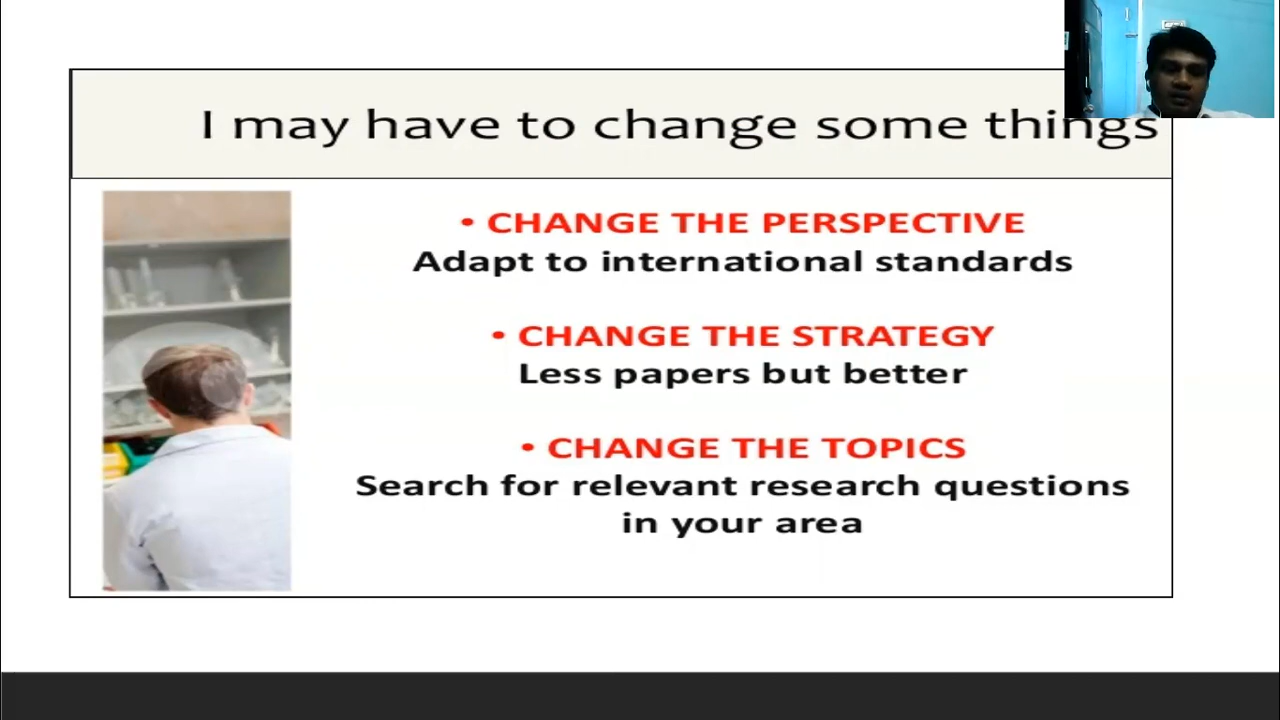 I may have to change some things
• CHANGE THE PERSPECTIVE
Adapt to international standards
• CHANGE THE STRATEGY
Less papers but better
• CHANGE THE TOPICS
Search for relevant research questions
in your area